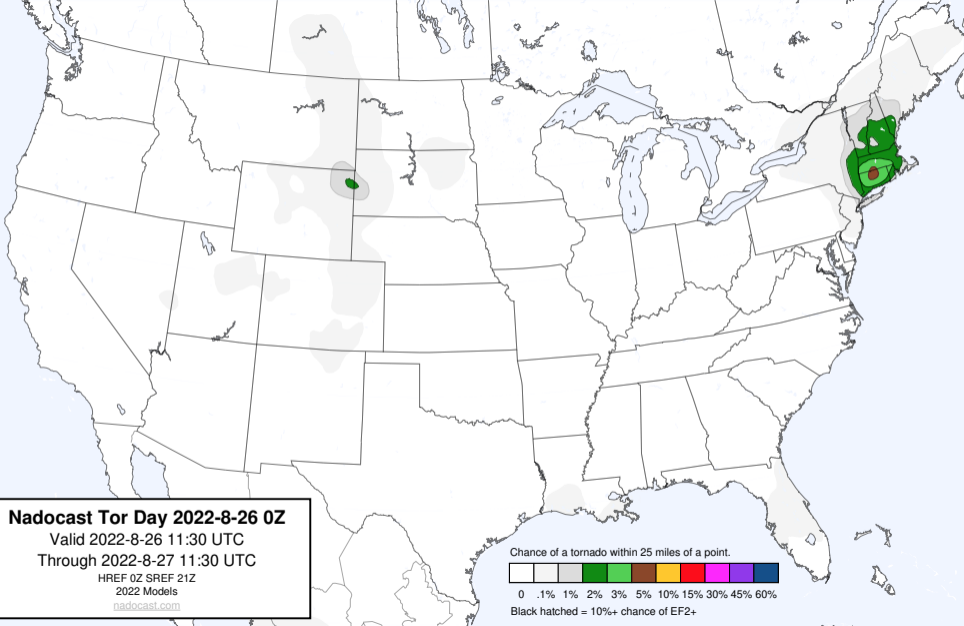 Nadocast Tor Day 2022-8-26 0Z
Valid 2022-8-26 11:30 UTC
Through 2022-8-27 11:30 UTC
HREF 0Z SREF 21Z
2022 Models
nadocast.com
Chance of a tornado within 25 miles of a point.
0 .1% 1% 2% 3% 5% 10% 15% 30% 45% 60%
Black hatched = 10%+ chance of EF2+